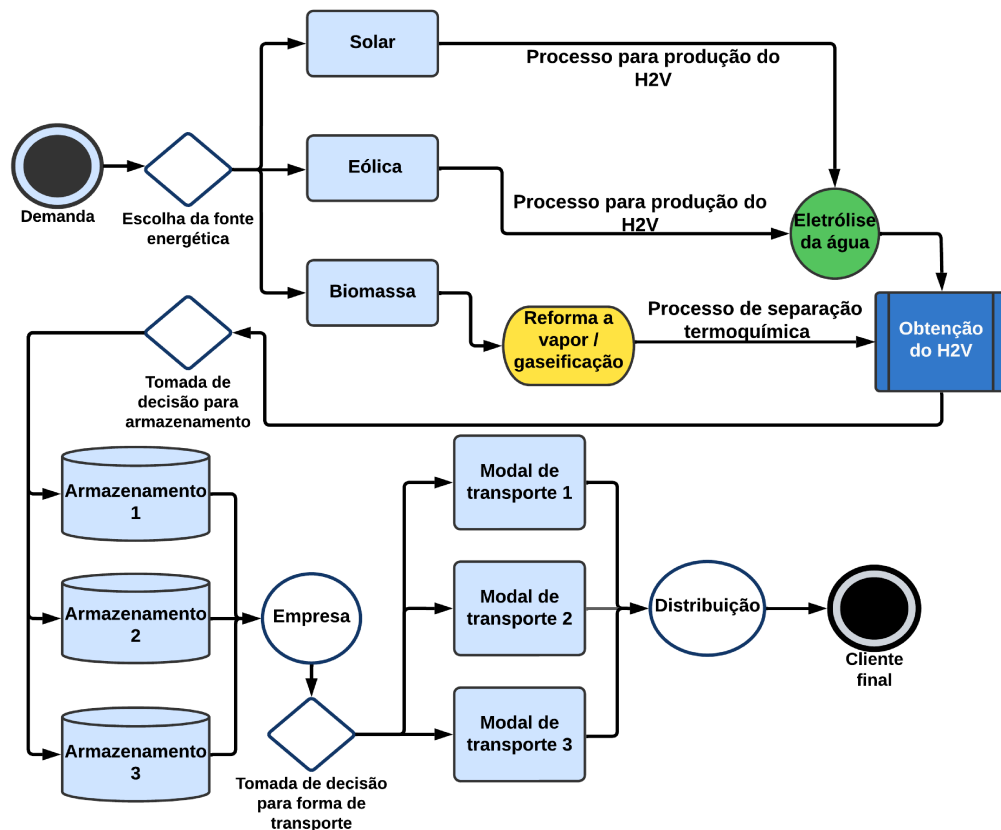 Solar
Processo para produção do
H2V
Demanda
Escolha da fonte
energética
Eólica
Processo para produção do
H2V
Eletrólise
da água
Biomassa
Reforma a
vapor /
gaseificação
Processo de separação
termoquímica
Obtenção
do H2V
Tomada de
decisão para
armazenamento
Armazenamento
1
Armazenamento
2
Armazenamento
3
Empresa
Tomada de decisão
para forma de
transporte
Modal de
transporte 1
Modal de
transporte 2
Modal de
transporte 3
Distribuição
Cliente
final